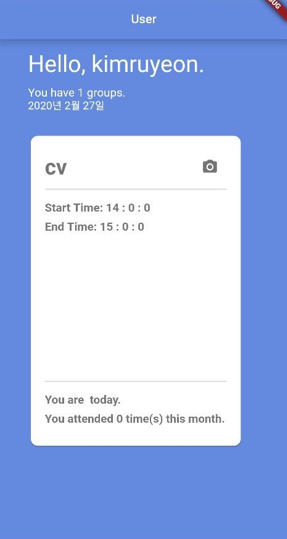 User
Hello, kimruyeon.
You have 1 groups.
2020년 2월 27일
CV
Start Time: 14 : 0 : 0
End Time: 15 : 0 : 0
You are  today.
You attended 0 time(s) this month.